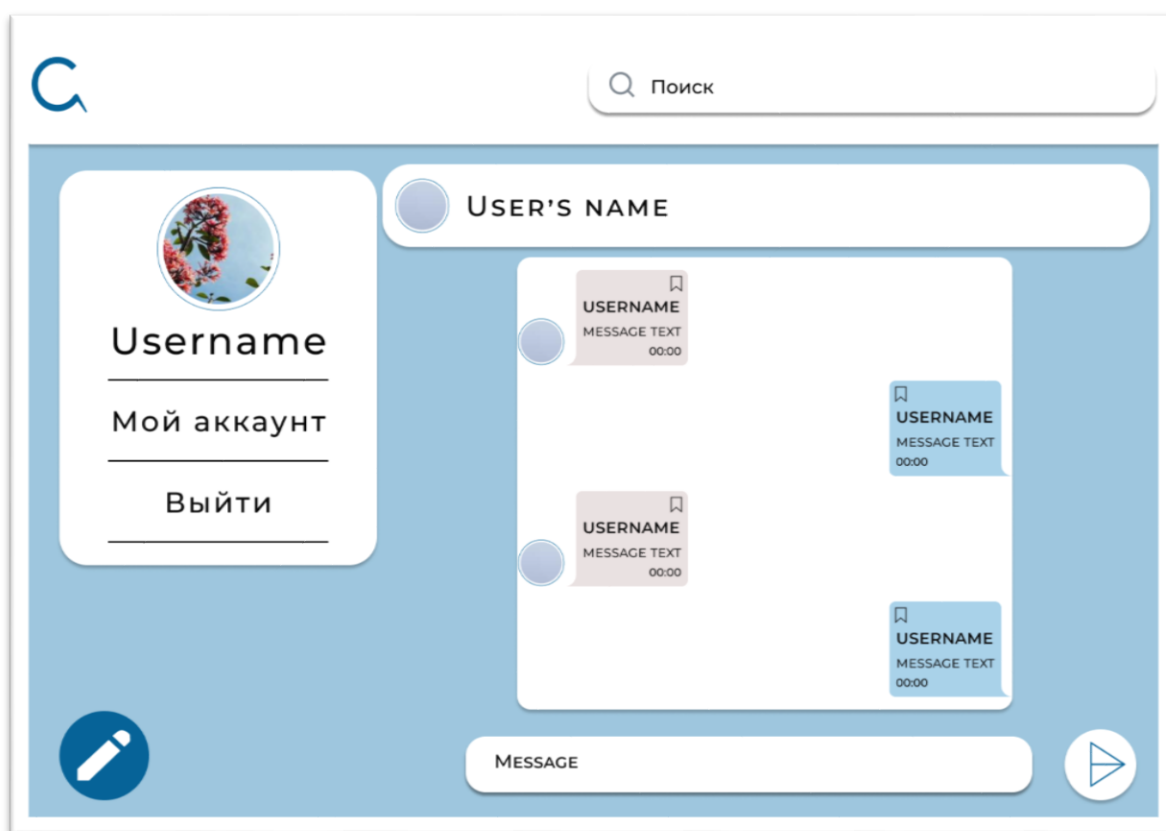 Поиск
Username
Мой аккаунт
Выйти
USER'S NAME
USERNAME
MESSAGE TEXT
00:00
USERNAME
MESSAGE TEXT
00:00
USERNAME
MESSAGE TEXT
00:00
USERNAME
MESSAGE TEXT
00:00
MESSAGE